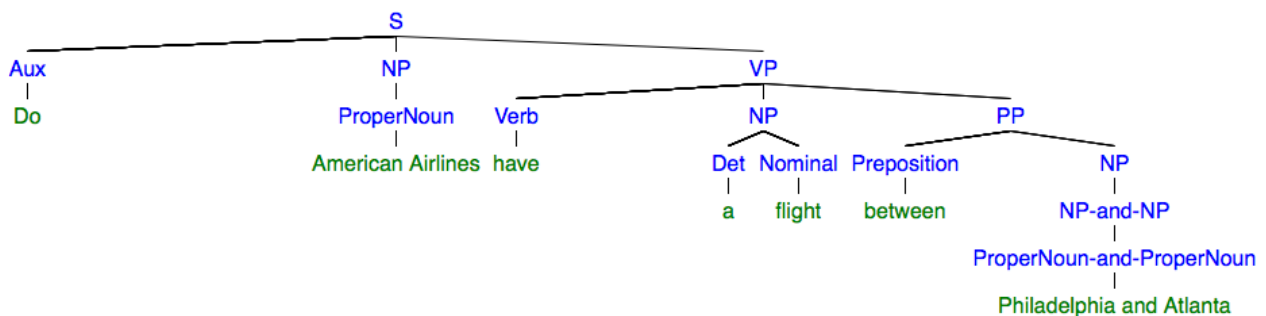 S
Aux NP VP
Do ProperNoun Verb NP PP
American Airlines have Det Nominal Preposition NP
a flight between NP-and-NP
ProperNoun-and-ProperNoun
Philadelphia and Atlanta